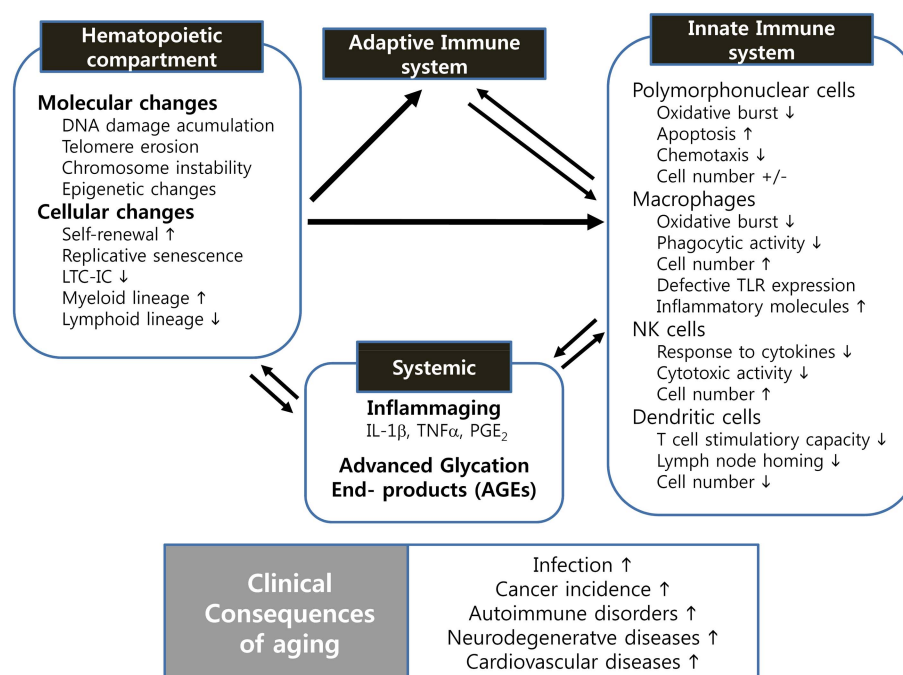 Hematopoietic
compartment
Molecular changes
DNA damage acumulation
Telomere erosion
Chromosome instability
Epigenetic changes
Cellular changes
Self-renewal ↑
Replicative senescence
LTC-IC ↓
Myeloid lineage ↑
Lymphoid lineage ↓
Adaptive Immune
system
Innate Immune
system
Polymorphonuclear cells
Oxidative burst ↓
Apoptosis ↑
Chemotaxis ↓
Cell number +/-
Macrophages
Oxidative burst ↓
Phagocytic activity ↓
Cell number ↑
Defective TLR expression
Inflammatory molecules ↑
NK cells
Response to cytokines ↓
Cytotoxic activity ↓
Cell number ↑
Dendritic cells
T cell stimulatiory capacity ↓
Lymph node homing ↓
Cell number ↓
Systemic
Inflammaging
IL-1β, TNFα, PGE₂
Advanced Glycation
End- products (AGEs)
Clinical
Consequences
of aging
Infection ↑
Cancer incidence ↑
Autoimmune disorders ↑
Neurodegeneratve diseases ↑
Cardiovascular diseases ↑